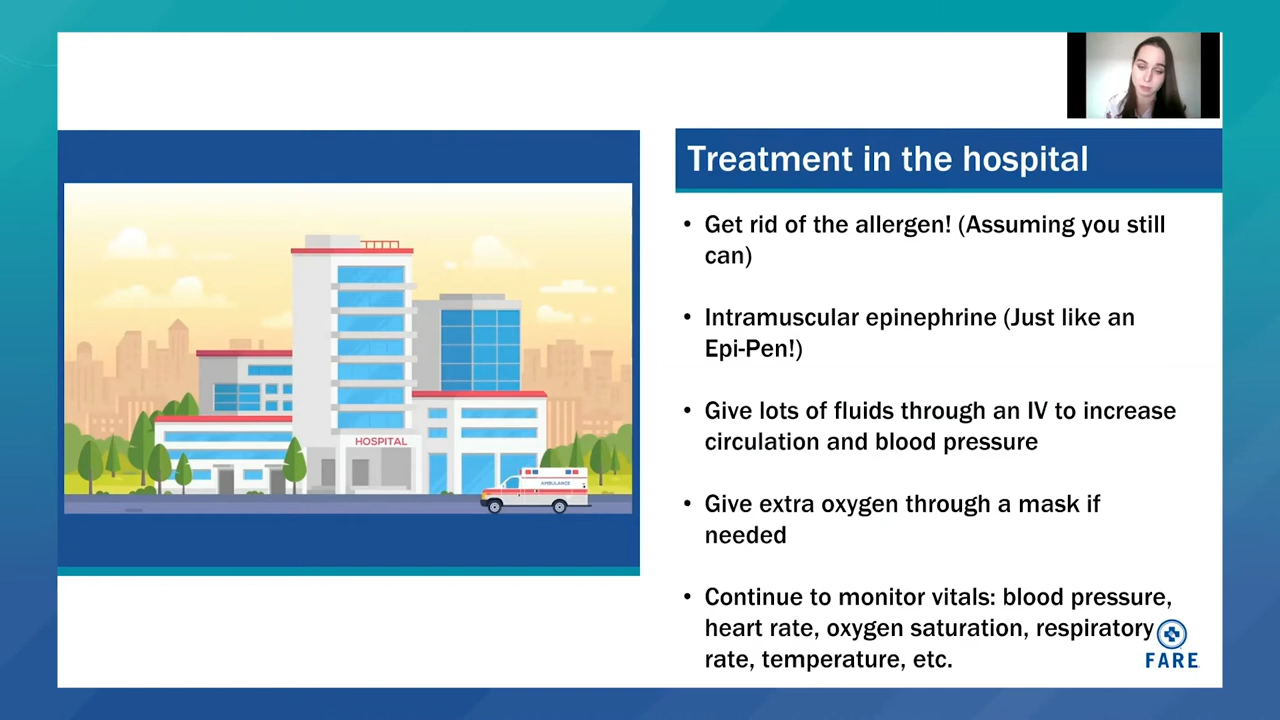 Treatment in the hospital
• Get rid of the allergen! (Assuming you still
can)
• Intramuscular epinephrine (Just like an
Epi-Pen!)
• Give lots of fluids through an IV to increase
circulation and blood pressure
• Give extra oxygen through a mask if
needed
• Continue to monitor vitals: blood pressure,
heart rate, oxygen saturation, respiratory
rate, temperature, etc.
HOSPITAL
AMBULANCE
FARE